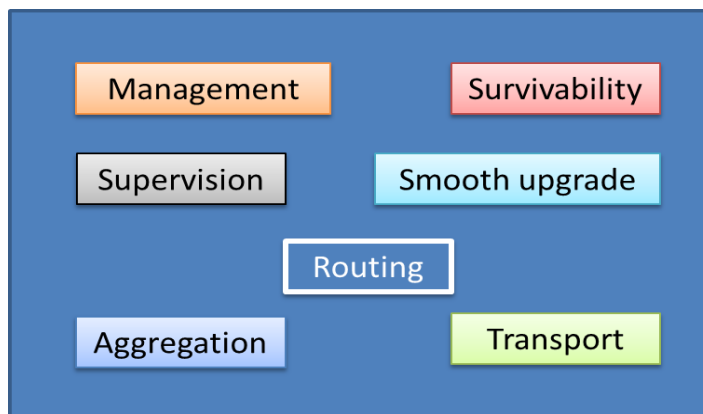 Management
Survivability
Supervision
Smooth upgrade
Routing
Aggregation
Transport